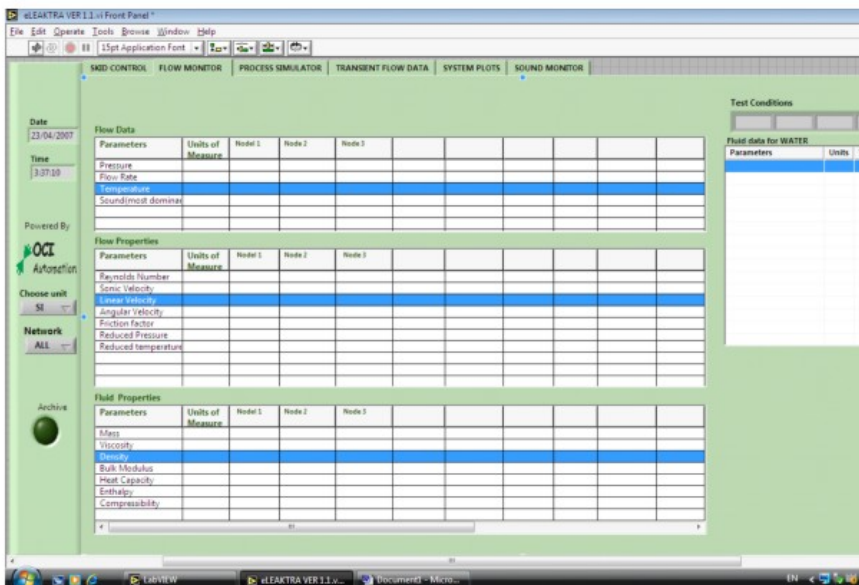 eLEAKTRA VER 1.1.vi Front Panel *
File Edit Operate Tools Browse Window Help
15pt Application Font
SKID CONTROL FLOW MONITOR PROCESS SIMULATOR TRANSIENT FLOW DATA SYSTEM PLOTS SOUND MONITOR
Date
23/04/2007
Time
3:37:10
Powered By
OCI
Automation
Choose unit
SI
Network
ALL
Archive
Flow Data
Parameters Units of Measure Nodel 1 Node 2 Node 3
Pressure
Flow Rate
Temperature
Sound(most dominan
Flow Properties
Parameters Units of Measure Nodel 1 Node 2 Node 3
Reynolds Number
Sonic Velocity
Linear Velocity
Angular Velocity
Friction factor
Reduced Pressure
Reduced temperature
Fluid Properties
Parameters Units of Measure Nodel 1 Node 2 Node 3
Mass
Viscosity
Density
Bulk Modulus
Heat Capacity
Enthalpy
Compressibility
Test Conditions
Fluid data for WATER
Parameters Units
LabVIEW eLEAKTRA VER 1.1.v... Document1 - Micro... EN